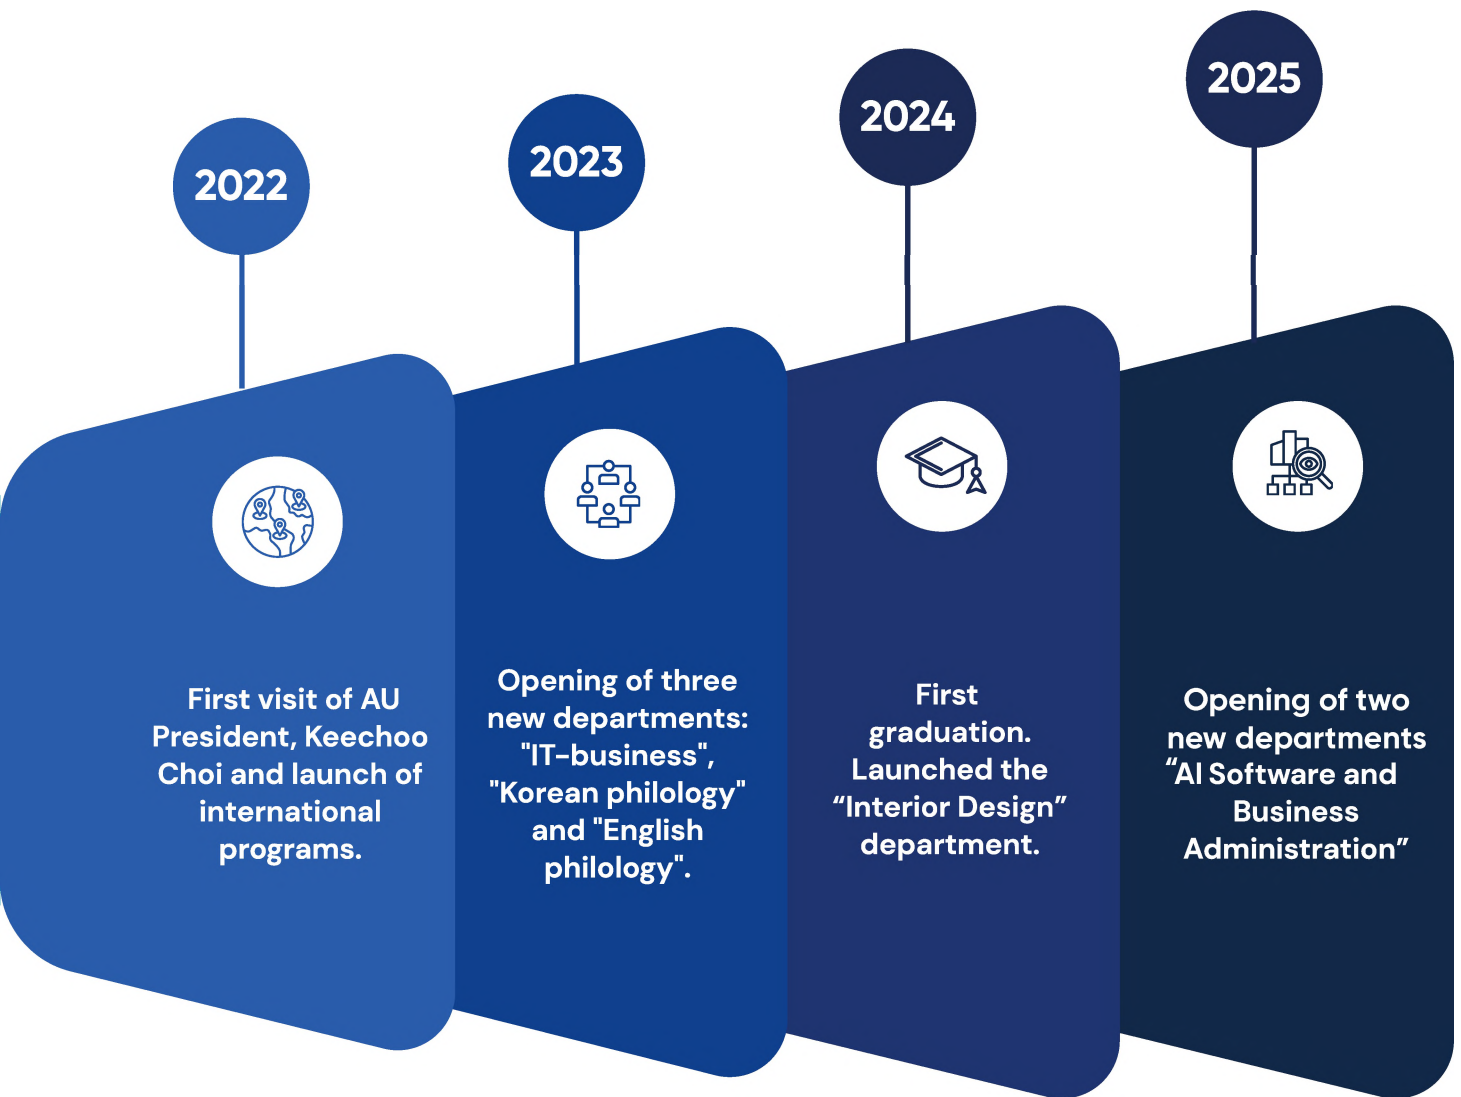 2022
First visit of AU
President, Keechoo
Choi and launch of
international
programs.
2023
Opening of three
new departments:
"IT-business",
"Korean philology"
and "English
philology".
2024
First
graduation.
Launched the
“Interior Design”
department.
2025
Opening of two
new departments
“AI Software and
Business
Administration”